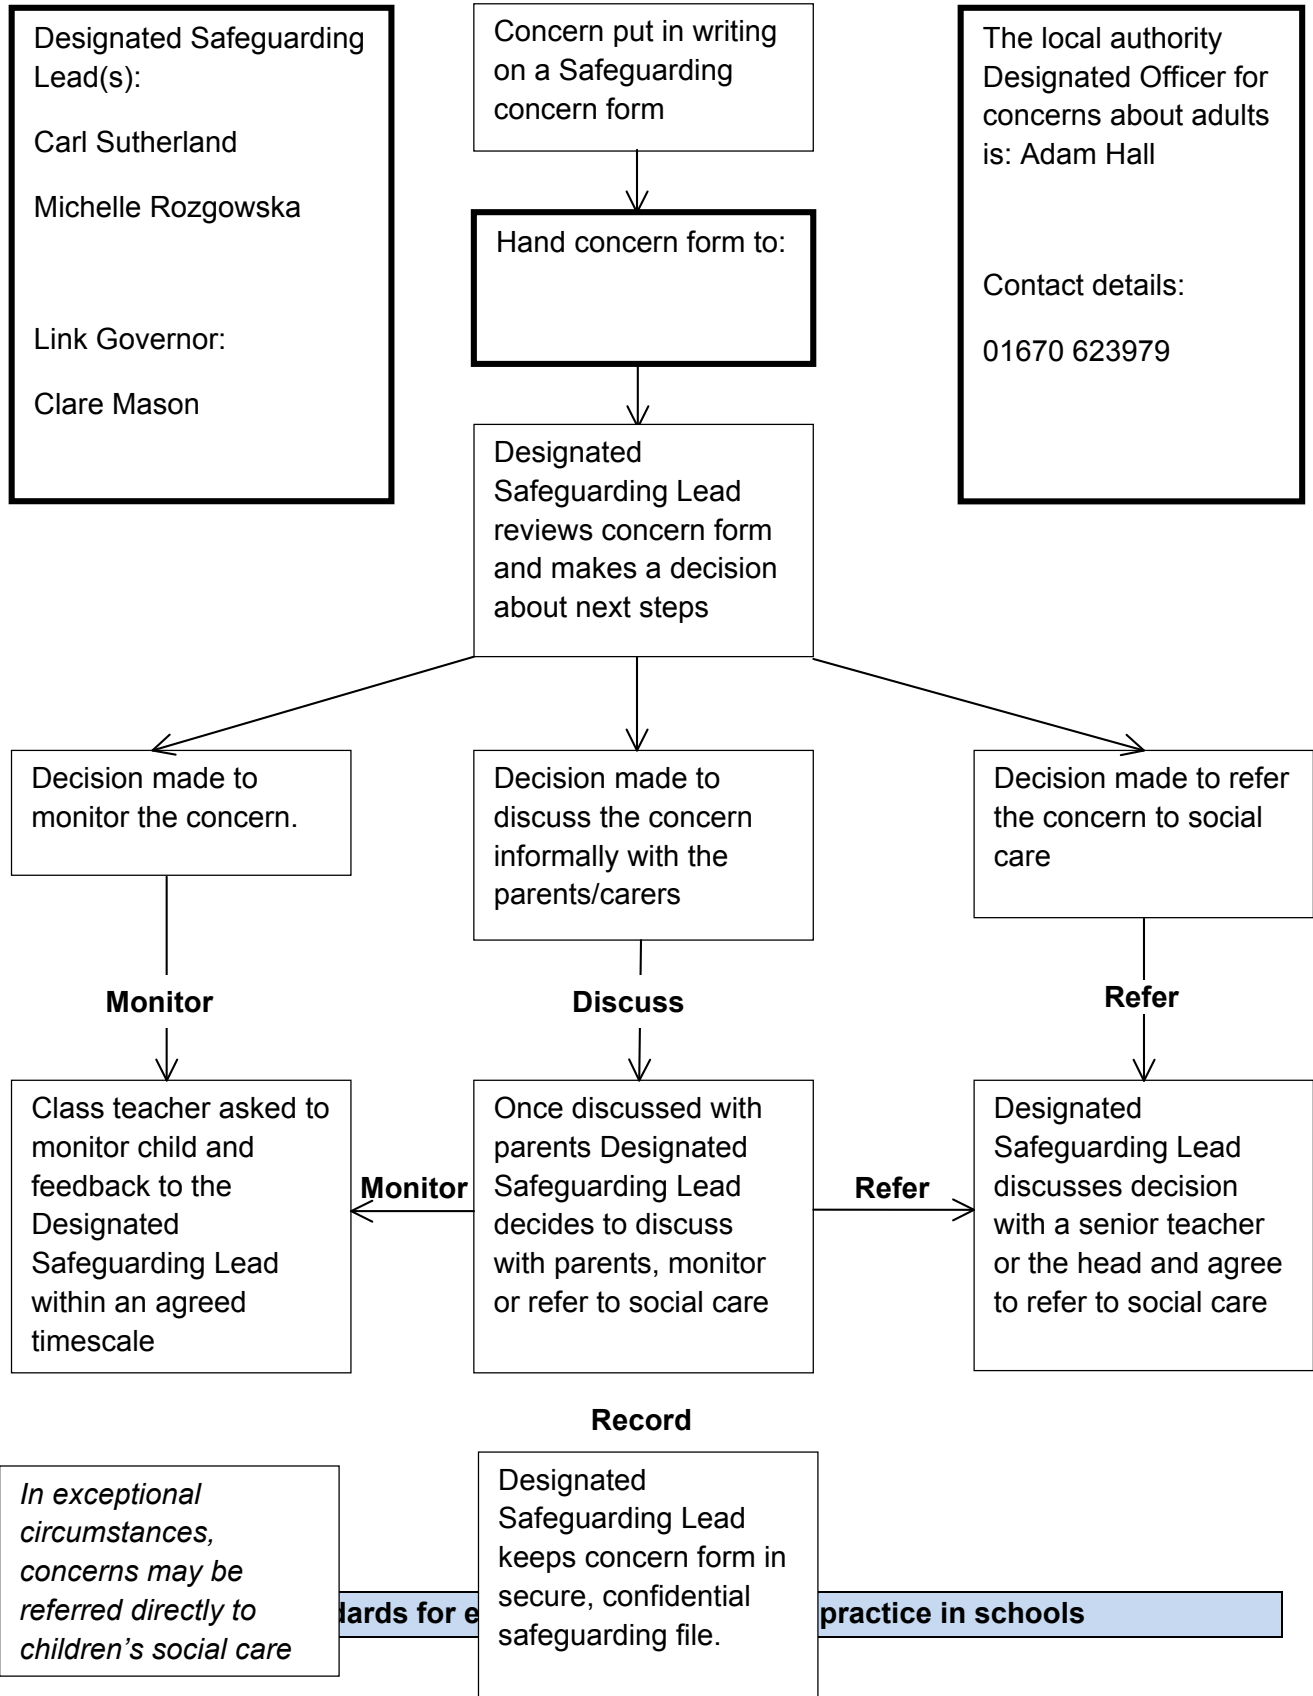 Designated Safeguarding
Lead(s):
Carl Sutherland
Michelle Rozgowska
Link Governor:
Clare Mason
Concern put in writing
on a Safeguarding
concern form
The local authority
Designated Officer for
concerns about adults
is: Adam Hall
Contact details:
01670 623979
Hand concern form to:
Designated
Safeguarding Lead
reviews concern form
and makes a decision
about next steps
Decision made to
monitor the concern.
Decision made to
discuss the concern
informally with the
parents/carers
Decision made to refer
the concern to social
care
Monitor
Discuss
Refer
Class teacher asked to
monitor child and
feedback to the
Designated
Safeguarding Lead
within an agreed
timescale
Monitor
Once discussed with
parents Designated
Safeguarding Lead
decides to discuss
with parents, monitor
or refer to social care
Refer
Designated
Safeguarding Lead
discusses decision
with a senior teacher
or the head and agree
to refer to social care
Record
In exceptional
circumstances,
concerns may be
referred directly to
children’s social care
Designated
Safeguarding Lead
keeps concern form in
secure, confidential
safeguarding file.
dards for e
practice in schools